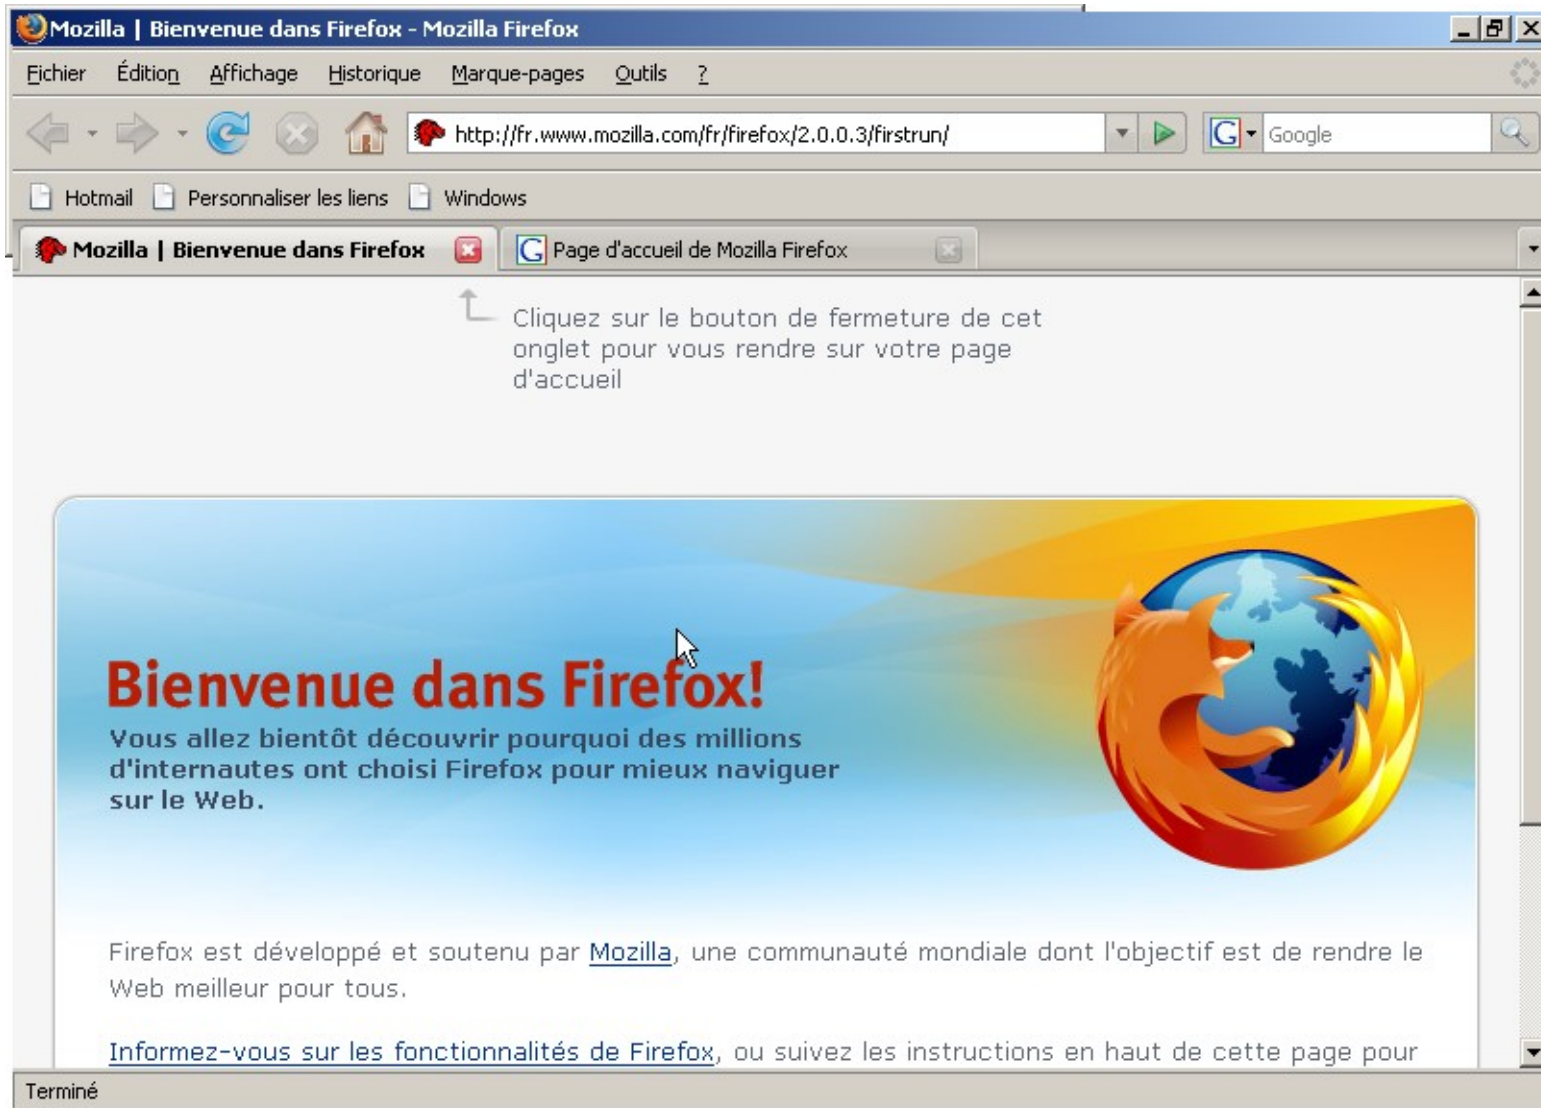 Mozilla | Bienvenue dans Firefox - Mozilla Firefox
Fichier Édition Affichage Historique Marque-pages Outils ?
http://fr.www.mozilla.com/fr/firefox/2.0.0.3/firstrun/ G Google
Hotmail Personnaliser les liens Windows
Mozilla | Bienvenue dans Firefox G Page d'accueil de Mozilla Firefox
Cliquez sur le bouton de fermeture de cet
onglet pour vous rendre sur votre page
d'accueil
Bienvenue dans Firefox!
Vous allez bientôt découvrir pourquoi des millions
d'internautes ont choisi Firefox pour mieux naviguer
sur le Web.
Firefox est développé et soutenu par Mozilla, une communauté mondiale dont l'objectif est de rendre le
Web meilleur pour tous.
Informez-vous sur les fonctionnalités de Firefox, ou suivez les instructions en haut de cette page pour
Terminé